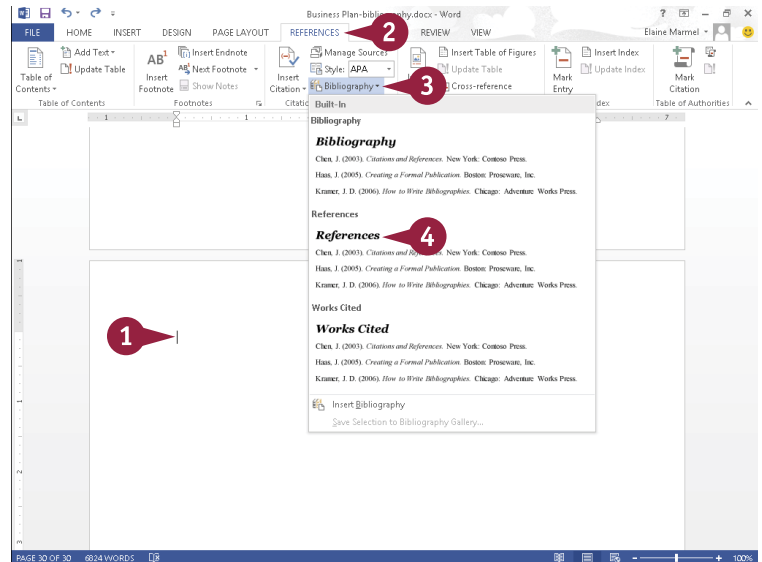 Business Plan-bibliography.docx - Word
FILE HOME INSERT DESIGN PAGE LAYOUT REFERENCES REVIEW VIEW Elaine Marmel
2
Table of Contents
Add Text
Update Table
Table of Contents
AB1 Insert Footnote
Insert Endnote
Next Footnote
Show Notes
Footnotes
Insert Citation
Manage Sources
Style: APA
Bibliography
3
Insert Table of Figures
Update Table
Cross-reference
Mark Entry
Insert Index
Update Index
Mark Citation
Table of Authorities
Built-In
Bibliography
Bibliography
Chen, J. (2003). Citations and References. New York: Contoso Press.
Haas, J. (2005). Creating a Formal Publication. Boston: Proseware, Inc.
Kramer, J. D. (2006). How to Write Bibliographies. Chicago: Adventure Works Press.
References
References
4
Chen, J. (2003). Citations and References. New York: Contoso Press.
Haas, J. (2005). Creating a Formal Publication. Boston: Proseware, Inc.
Kramer, J. D. (2006). How to Write Bibliographies. Chicago: Adventure Works Press.
Works Cited
Works Cited
Chen, J. (2003). Citations and References. New York: Contoso Press.
Haas, J. (2005). Creating a Formal Publication. Boston: Proseware, Inc.
Kramer, J. D. (2006). How to Write Bibliographies. Chicago: Adventure Works Press.
Insert Bibliography
Save Selection to Bibliography Gallery...
1
PAGE 30 OF 30 6824 WORDS 100%